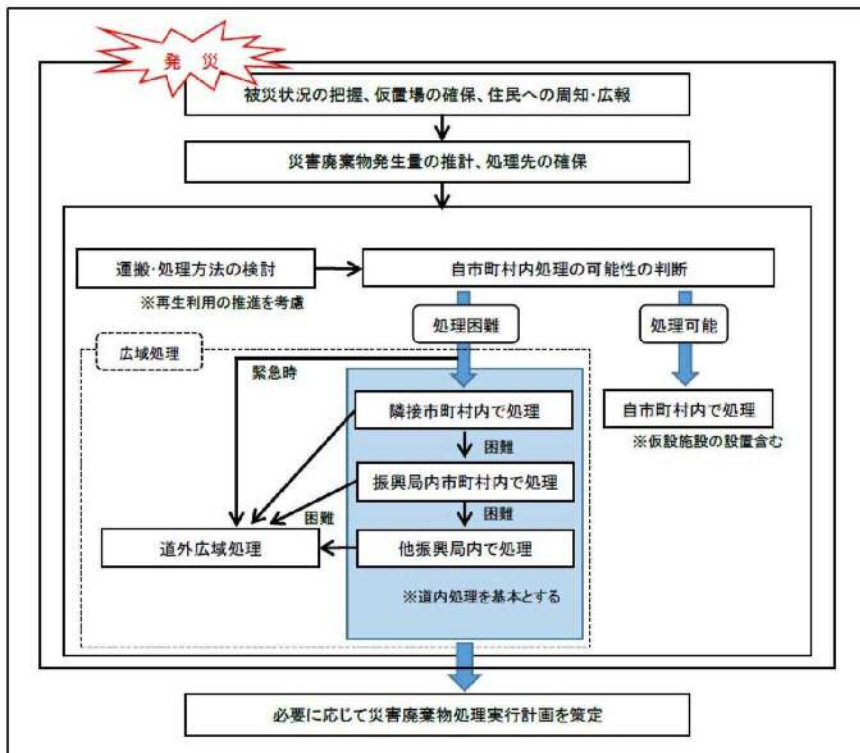 発 災
被災状況の把握、仮置場の確保、住民への周知・広報
災害廃棄物発生量の推計、処理先の確保
運搬・処理方法の検討
自市町村内処理の可能性の判断
※再生利用の推進を考慮
処理困難
処理可能
広域処理
緊急時
隣接市町村内で処理
自市町村内で処理
※仮設施設の設置含む
困難
振興局内市町村内で処理
困難
困難
道外広域処理
他振興局内で処理
※道内処理を基本とする
必要に応じて災害廃棄物処理実行計画を策定